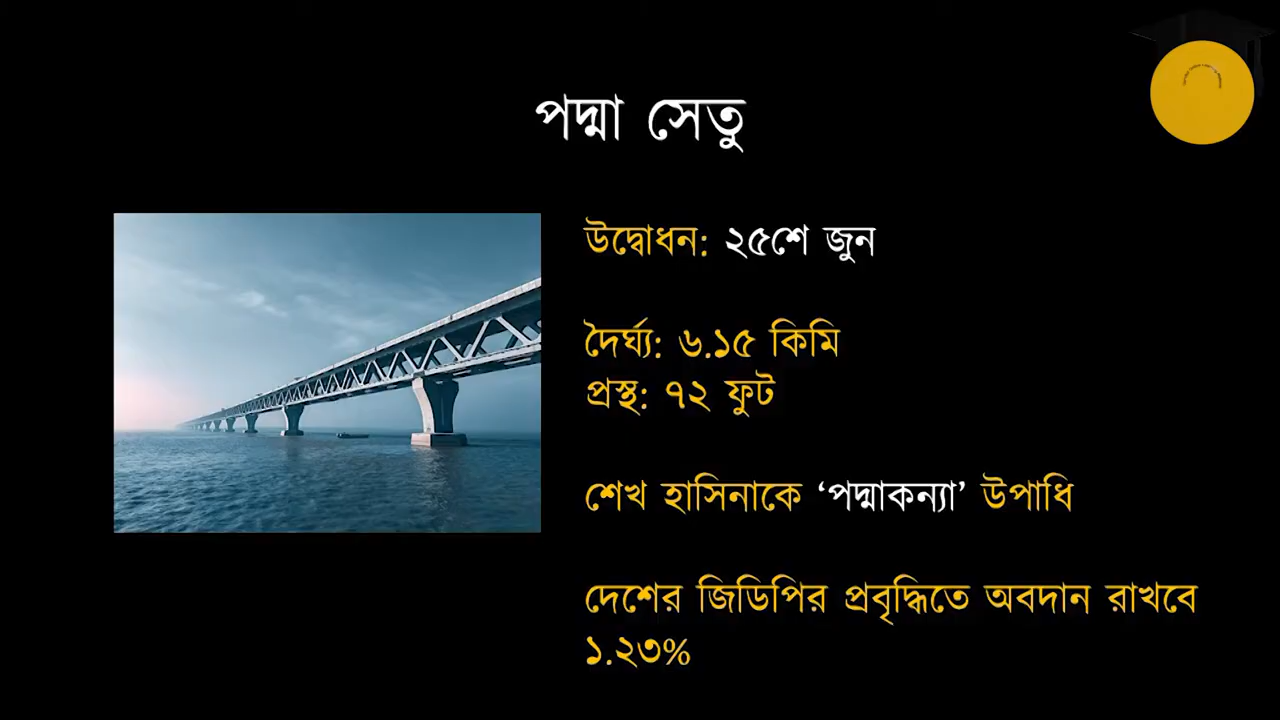 পদ্মা সেতু
উদ্বোধন: ২৫শে জুন
দৈর্ঘ্য: ৬.১৫ কিমি
প্রস্থ: ৭২ ফুট
শেখ হাসিনাকে ‘পদ্মাকন্যা’ উপাধি
দেশের জিডিপির প্রবৃদ্ধিতে অবদান রাখবে
১.২৩%